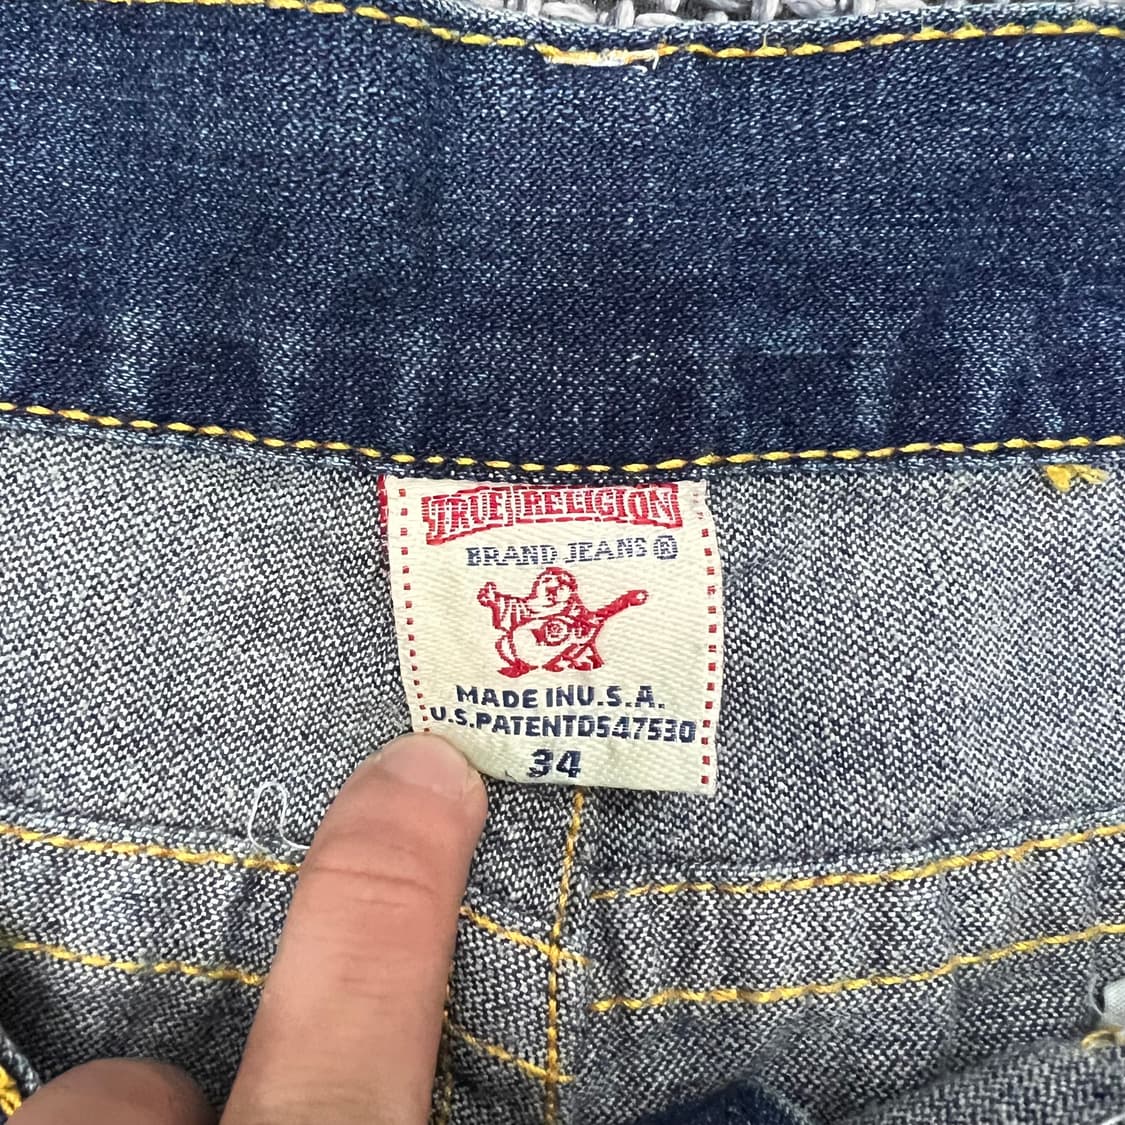 TRUE RELIGION
BRAND JEANS ®
MADE INU.S.A.
U.S.PATENTD547530
34